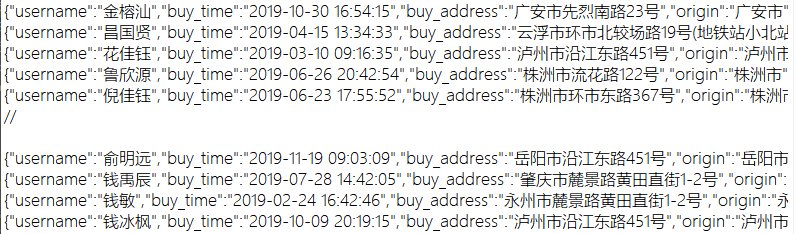 {"username":"金榕汕","buy_time":"2019-10-30 16:54:15","buy_address":"广安市先烈南路23号","origin":"广安市"
{"username":"昌国贤","buy_time":"2019-04-15 13:34:33","buy_address":"云浮市环市北较场路19号(地铁站小北站
{"username":"花佳钰","buy_time":"2019-03-10 09:16:35","buy_address":"泸州市沿江东路451号","origin":"泸州市
{"username":"鲁欣源","buy_time":"2019-06-26 20:42:54","buy_address":"株洲市流花路122号","origin":"株洲市"
{"username":"倪佳钰","buy_time":"2019-06-23 17:55:52","buy_address":"株洲市环市东路367号","origin":"株洲市
//
{"username":"俞明远","buy_time":"2019-11-19 09:03:09","buy_address":"岳阳市沿江东路451号","origin":"岳阳市
{"username":"钱禹辰","buy_time":"2019-07-28 14:42:05","buy_address":"肇庆市麓景路黄田直街1-2号","origin":
{"username":"钱敏","buy_time":"2019-02-24 16:42:46","buy_address":"永州市麓景路黄田直街1-2号","origin":"永
{"username":"钱冰枫","buy_time":"2019-10-09 20:19:15","buy_address":"泸州市沿江东路451号","origin":"泸州市